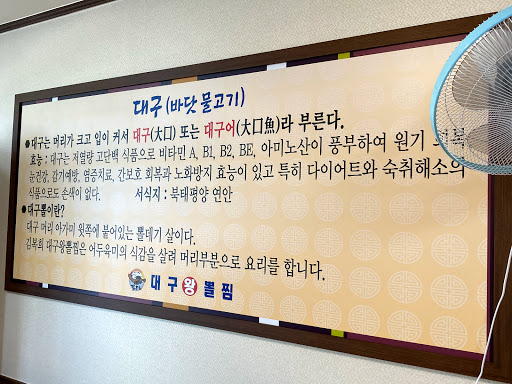 대구(바닷물고기)
●대구는 머리가 크고 입이 커서 대구(大口) 또는 대구어(大口魚)라 부른다.
효능 : 대구는 저열량 고단백 식품으로 비타민 A, B1, B2, BE, 아미노산이 풍부하여 원기
눈건강, 감기예방, 염증치료, 간보호 회복과 노화방지 효능이 있고 특히 다이어트와 숙취해소의
식품으로도 손색이 없다. 서식지 : 북태평양 연안
●대구뽈이란?
대구 머리 아가미 윗쪽에 붙어있는 뽈데기 살이다.
김복희 대구왕뽈찜은 어두육미의 식감을 살려 머리부분으로 요리를 합니다.
대구왕뽈찜